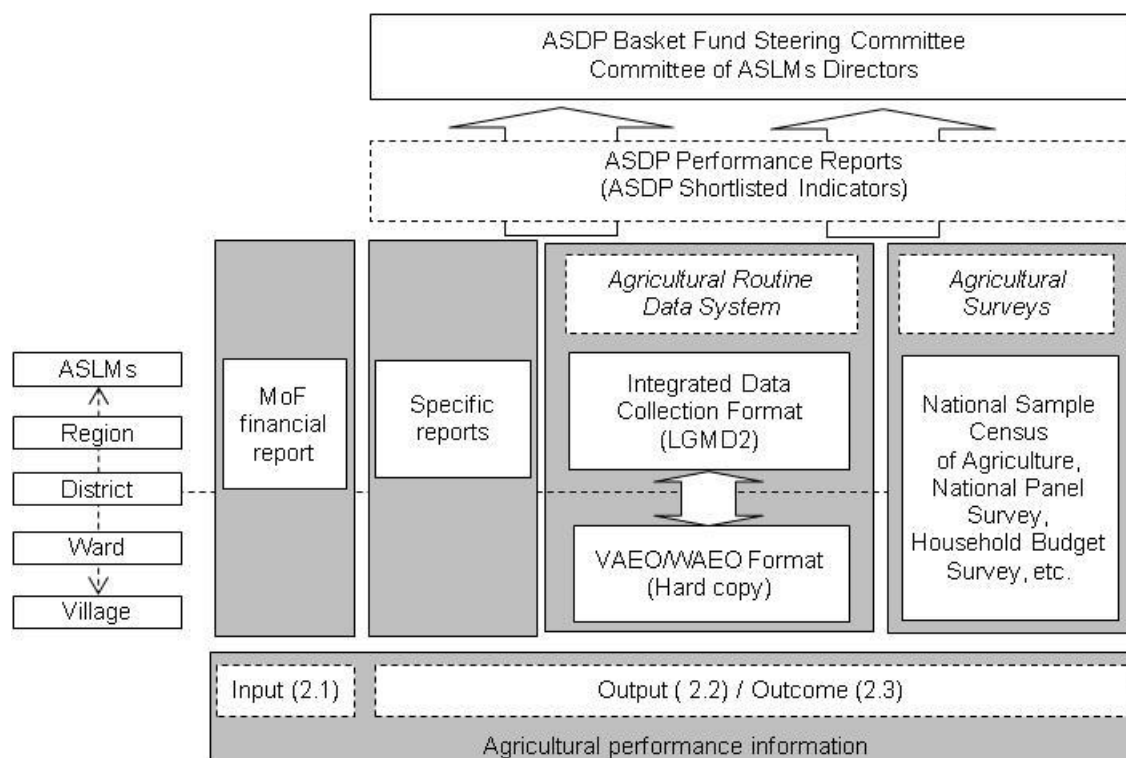 ASDP Basket Fund Steering Committee
Committee of ASLMs Directors
ASDP Performance Reports
(ASDP Shortlisted Indicators)
ASLMs
Region
District
Ward
Village
MoF
financial
report
Specific
reports
Agricultural Routine
Data System
Integrated Data
Collection Format
(LGMD2)
VAEO/WAEO Format
(Hard copy)
Agricultural
Surveys
National Sample
Census
of Agriculture,
National Panel
Survey,
Household Budget
Survey, etc.
Input (2.1)
Output ( 2.2) / Outcome (2.3)
Agricultural performance information